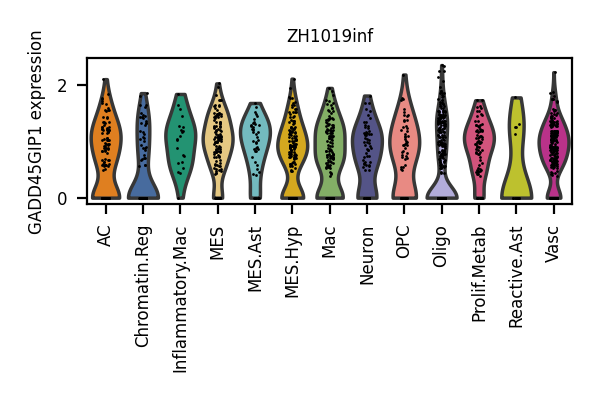 ZH1019inf
GADD45GIP1 expression
2
0
AC
Chromatin.Reg
Inflammatory.Mac
MES
MES.Ast
MES.Hyp
Mac
Neuron
OPC
Oligo
Prolif.Metab
Reactive.Ast
Vasc